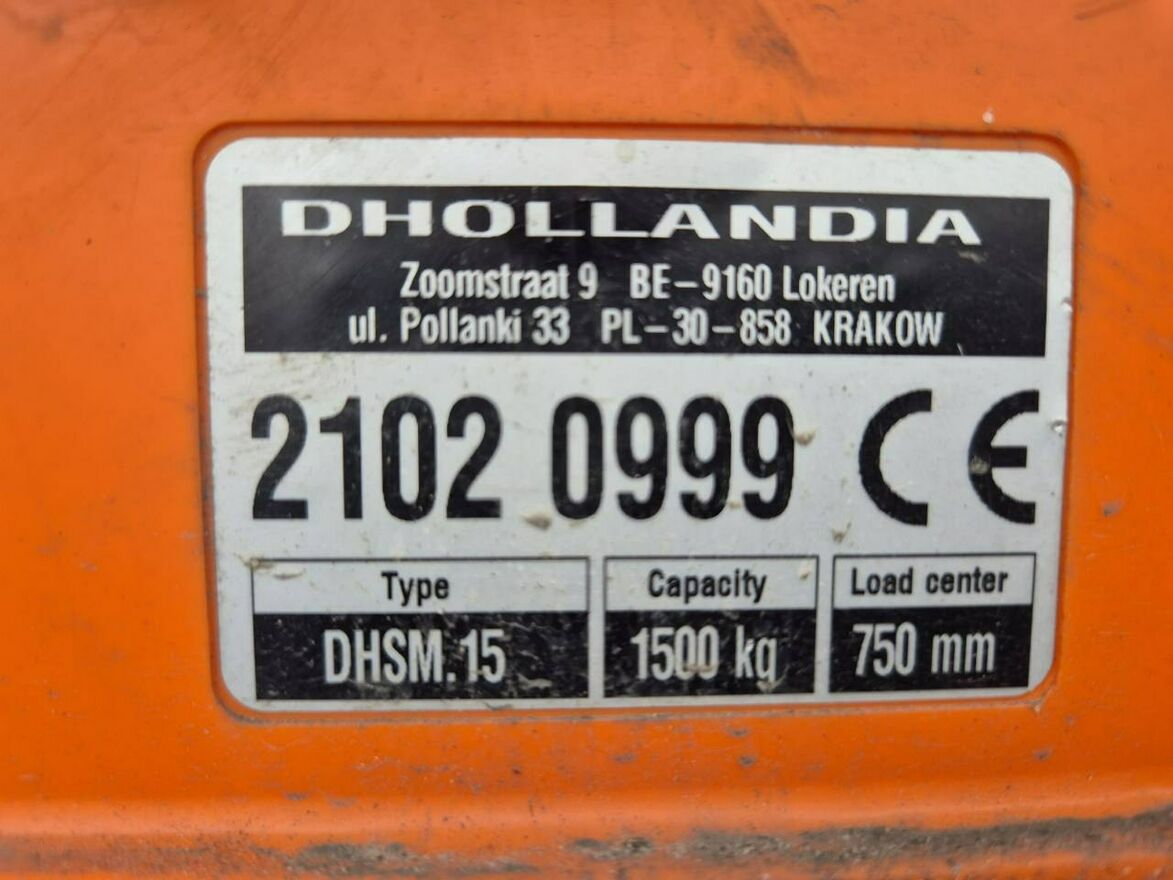 DHOLLANDIA
Zoomstraat 9 BE-9160 Lokeren
ul. Pollanki 33 PL-30-858 KRAKOW
2102 0999 CE
Type Capacity Load center
DHSM.15 1500 kg 750 mm